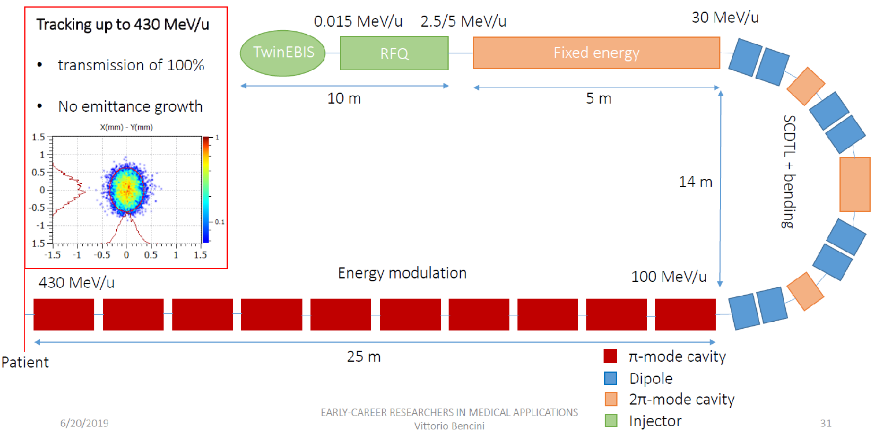 Tracking up to 430 MeV/u
• transmission of 100%
• No emittance growth
X(mm) - Y(mm)
1.5
1
0.5
0
-0.5
-1
1.5
-1.5 -1 -0.5 0 0.5 1 1.5
1
0.1
0.015 MeV/u 2.5/5 MeV/u 30 MeV/u
TwinEBIS RFQ Fixed energy
10 m 5 m
SCDTL + bending
14 m
Energy modulation
430 MeV/u 100 MeV/u
25 m
Patient
π-mode cavity
Dipole
2π-mode cavity
Injector
6/20/2019
EARLY-CAREER RESEARCHERS IN MEDICAL APPLICATIONS
Vittorio Bencini
31